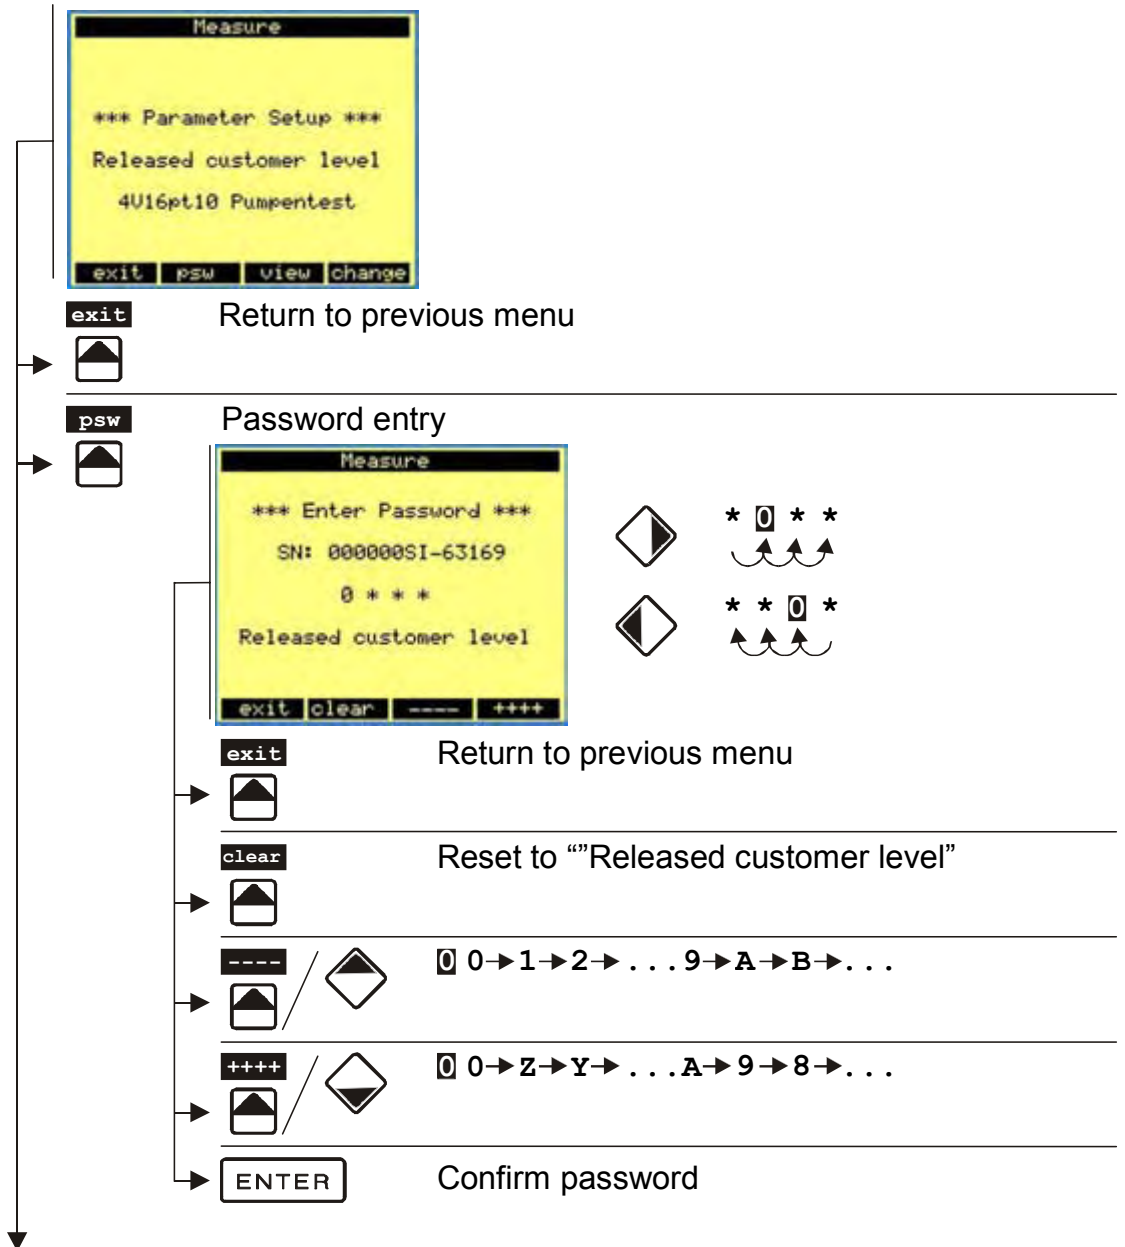 Measure
*** Parameter Setup ***
Released customer level
4V16pt10 Pumpentest
exit psw view change
exit Return to previous menu
psw Password entry
Measure
*** Enter Password ***
SN: 000000SI-63169
0 * * *
Released customer level
exit clear ---- ++++
* 0 * *
* * 0 *
exit Return to previous menu
clear Reset to “”Released customer level”
---- / 0 0→1→2→...9→A→B→...
++++ / 0 0→Z→Y→...A→9→8→...
ENTER Confirm password